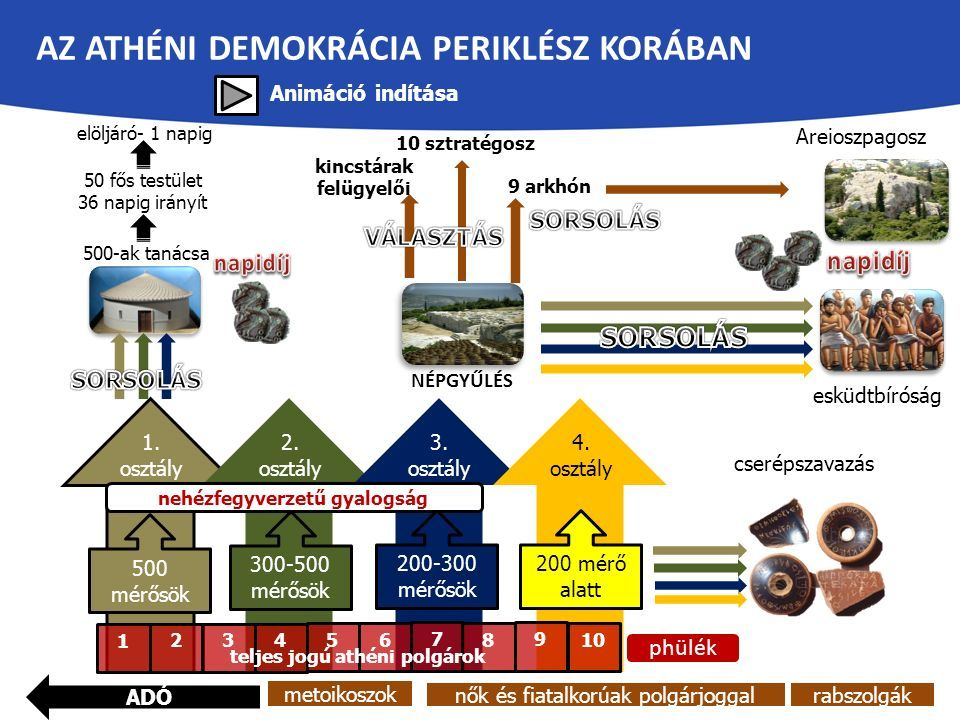 AZ ATHÉNI DEMOKRÁCIA PERIKLÉSZ KORÁBAN
Animáció indítása
elöljáró- 1 napig
50 fős testület
36 napig irányít
500-ak tanácsa
napidíj
SORSOLÁS
10 sztratégosz
kincstárak
felügyelői
9 arkhón
VÁLASZTÁS
SORSOLÁS
NÉPGYŰLÉS
Areioszpagosz
napidíj
SORSOLÁS
esküdtbíróság
1.
osztály
2.
osztály
3.
osztály
4.
osztály
cserépszavazás
nehézfegyverzetű gyalogság
500
mérősök
300-500
mérősök
200-300
mérősök
200 mérő
alatt
1 2 3 4 5 6 7 8 9 10
teljes jogú athéni polgárok
phülék
ADÓ
metoikoszok
nők és fiatalkorúak polgárjoggal
rabszolgák